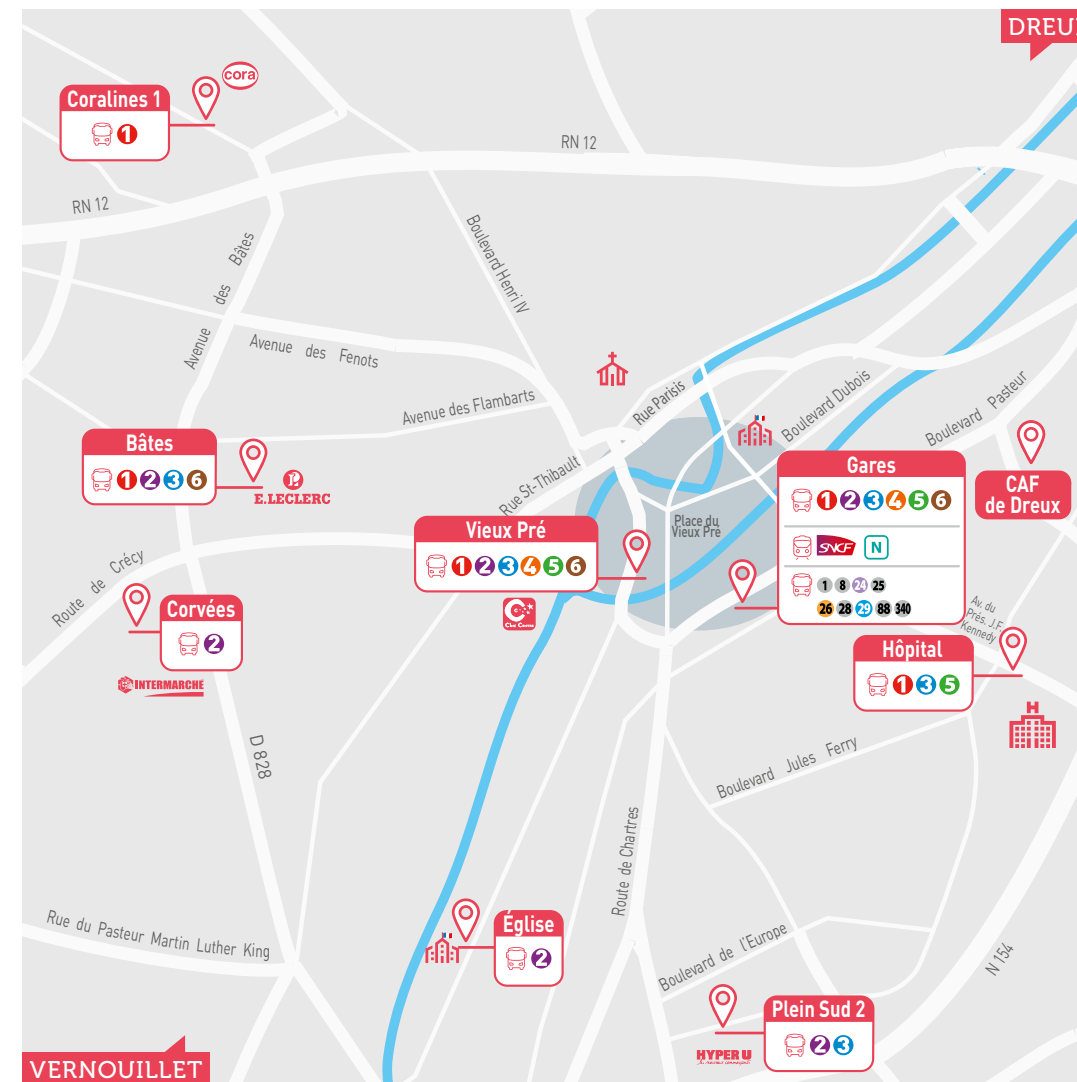 DREU
cora
Coralines 1
1
RN 12
RN 12
Boulevard Henri IV
Avenue des Bâtes
Avenue des Fenots
Rue Parisis
Boulevard Dubois
Boulevard Pasteur
Avenue des Flambarts
Bâtes
1 2 3 6
E.LECLERC
Rue St-Thibault
Gares
1 2 3 4 5 6
SNCF N
1 8 24 25
26 28 29 88 340
CAF
de Dreux
Vieux Pré
1 2 3 4 5 6
Place du
Vieux Pré
Route de Crécy
Corvées
2
INTERMARCHÉ
Av. du
Prés. J.F.
Kennedy
Hôpital
1 3 5
H
D 828
Boulevard Jules Ferry
Route de Chartres
Rue du Pasteur Martin Luther King
Église
2
Boulevard de l'Europe
N 154
Plein Sud 2
2 3
HYPER U
VERNOUILLET